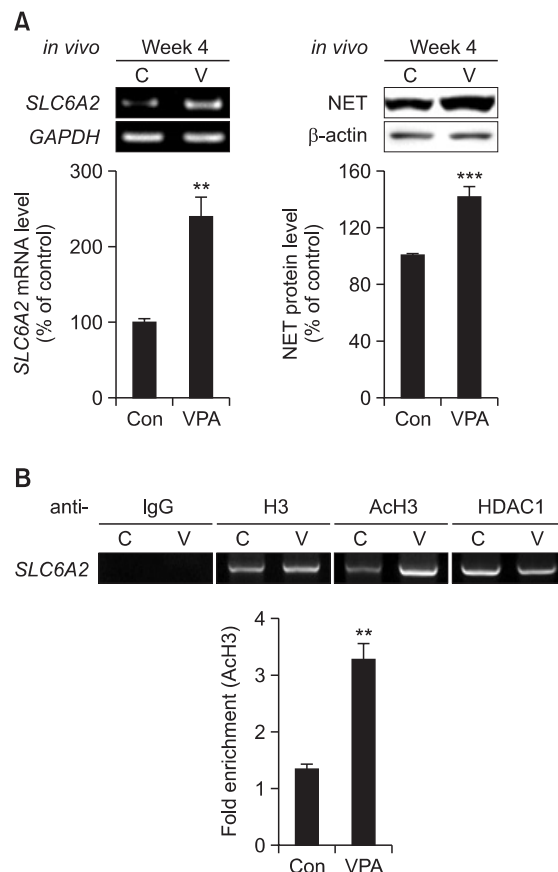 A
in vivo Week 4
C V
SLC6A2
GAPDH
SLC6A2 mRNA level
(% of control)
300
200
100
0
**
Con VPA
in vivo Week 4
C V
NET
β-actin
NET protein level
(% of control)
160
120
80
40
0
***
Con VPA
B
anti- IgG H3 AcH3 HDAC1
C V C V C V C V
SLC6A2
Fold enrichment (AcH3)
4
3
2
1
0
**
Con VPA